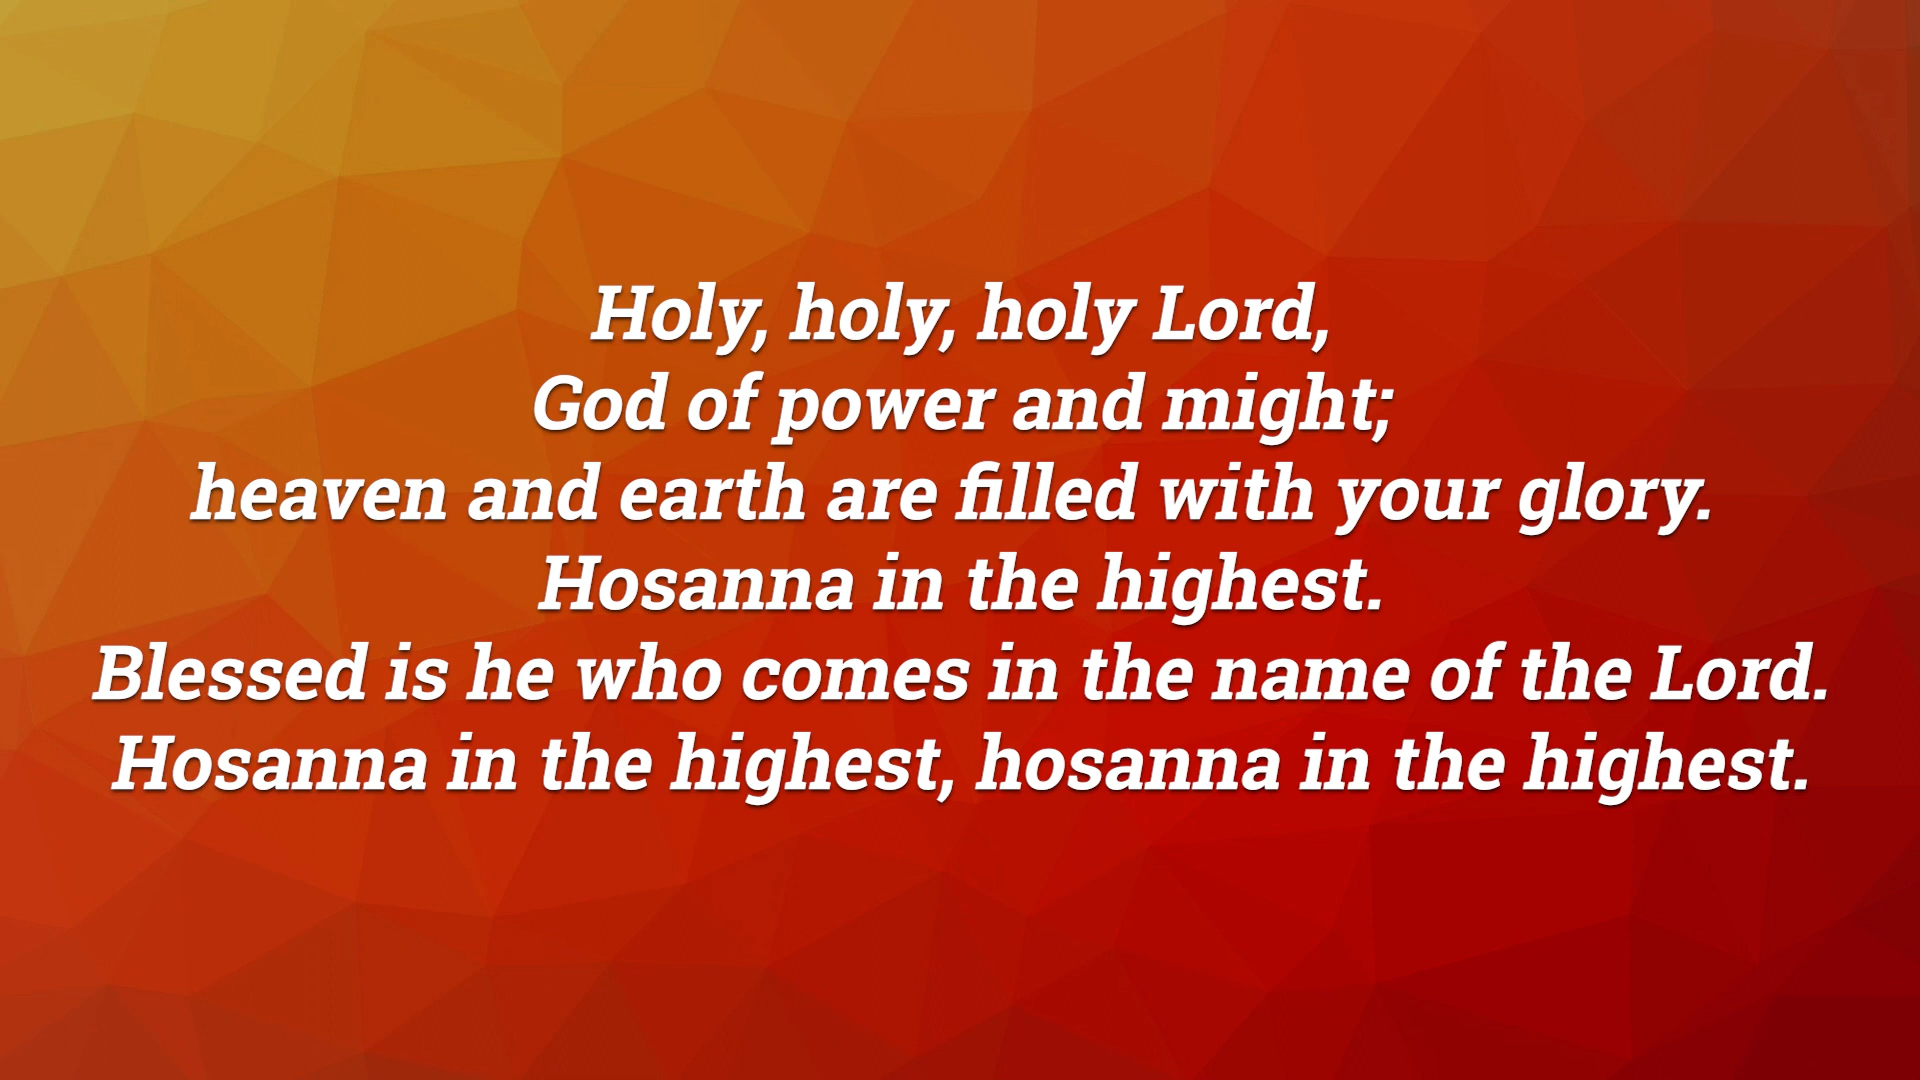 Holy, holy, holy Lord,
God of power and might;
heaven and earth are filled with your glory.
Hosanna in the highest.
Blessed is he who comes in the name of the Lord.
Hosanna in the highest, hosanna in the highest.